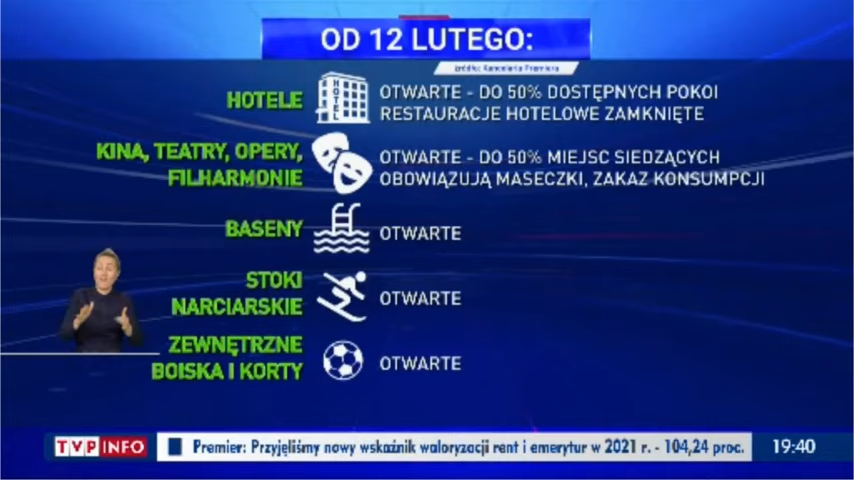 OD 12 LUTEGO:
źródło: Kancelaria Premiera
HOTELE
HOTEL
OTWARTE - DO 50% DOSTĘPNYCH POKOI
RESTAURACJE HOTELOWE ZAMKNIĘTE
KINA, TEATRY, OPERY,
FILHARMONIE
OTWARTE - DO 50% MIEJSC SIEDZĄCYCH
OBOWIĄZUJĄ MASECZKI, ZAKAZ KONSUMPCJI
BASENY
OTWARTE
STOKI
NARCIARSKIE
OTWARTE
ZEWNĘTRZNE
BOISKA I KORTY
OTWARTE
TVP INFO
Premier: Przyjęliśmy nowy wskaźnik waloryzacji rent i emerytur w 2021 r. - 104,24 proc.
19:40